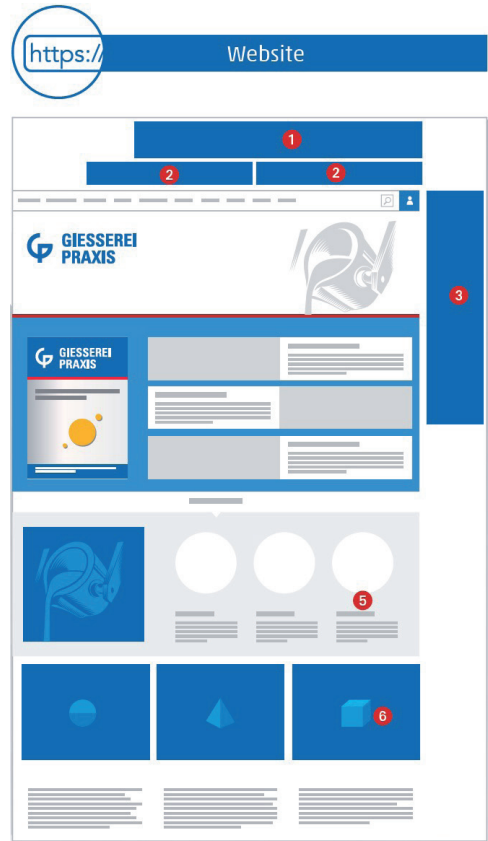 https://
Website
1
2
2
3
GIESSEREI
PRAXIS
GIESSEREI
PRAXIS
5
6